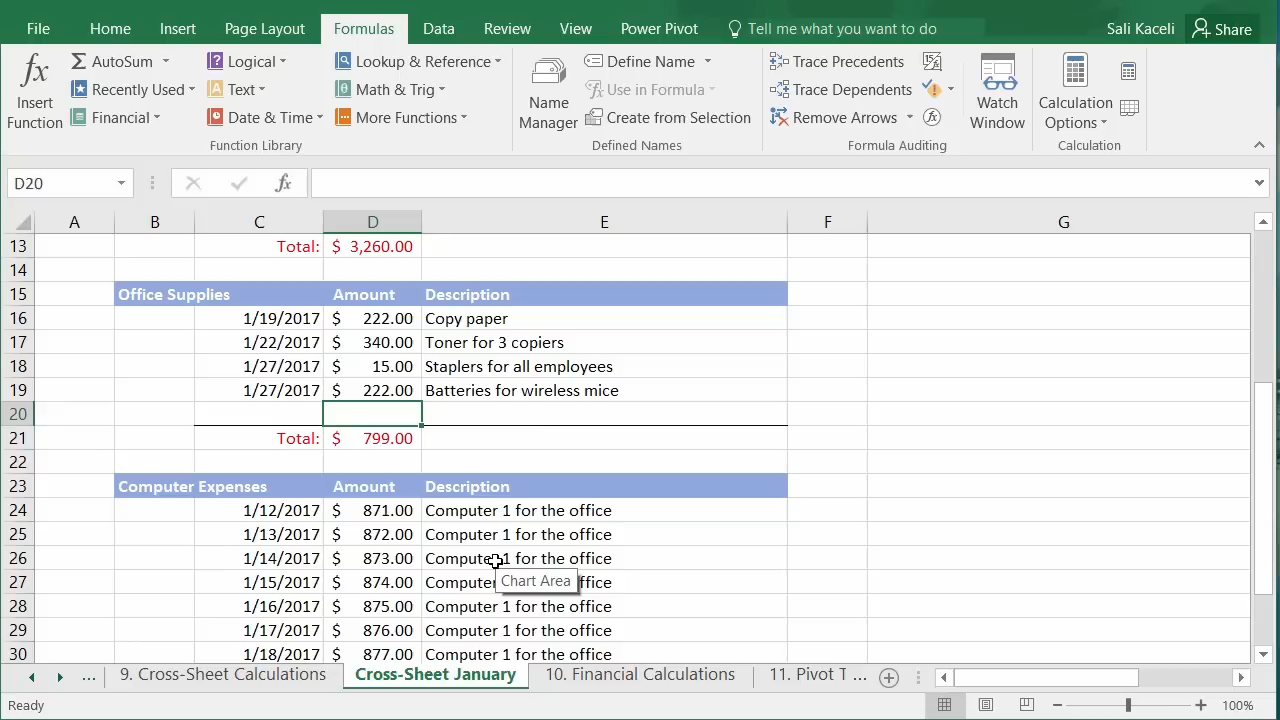 File Home Insert Page Layout Formulas Data Review View Power Pivot Tell me what you want to do Sali Kaceli Share
fx Insert Function
Σ AutoSum
Recently Used
Financial
Logical
Text
Date & Time
Lookup & Reference
Math & Trig
More Functions
Function Library
Name Manager
Define Name
Use in Formula
Create from Selection
Defined Names
Trace Precedents
Trace Dependents
Remove Arrows
fx
Formula Auditing
Watch Window
Calculation Options
Calculation
D20 fx
A B C D E F G
13 Total: $ 3,260.00
14
15 Office Supplies Amount Description
16 1/19/2017 $ 222.00 Copy paper
17 1/22/2017 $ 340.00 Toner for 3 copiers
18 1/27/2017 $ 15.00 Staplers for all employees
19 1/27/2017 $ 222.00 Batteries for wireless mice
20
21 Total: $ 799.00
22
23 Computer Expenses Amount Description
24 1/12/2017 $ 871.00 Computer 1 for the office
25 1/13/2017 $ 872.00 Computer 1 for the office
26 1/14/2017 $ 873.00 Computer 1 for the office
Chart Area
27 1/15/2017 $ 874.00 Computer office
28 1/16/2017 $ 875.00 Computer 1 for the office
29 1/17/2017 $ 876.00 Computer 1 for the office
30 1/18/2017 $ 877.00 Computer 1 for the office
... 9. Cross-Sheet Calculations Cross-Sheet January 10. Financial Calculations 11. Pivot T ...
Ready 100%